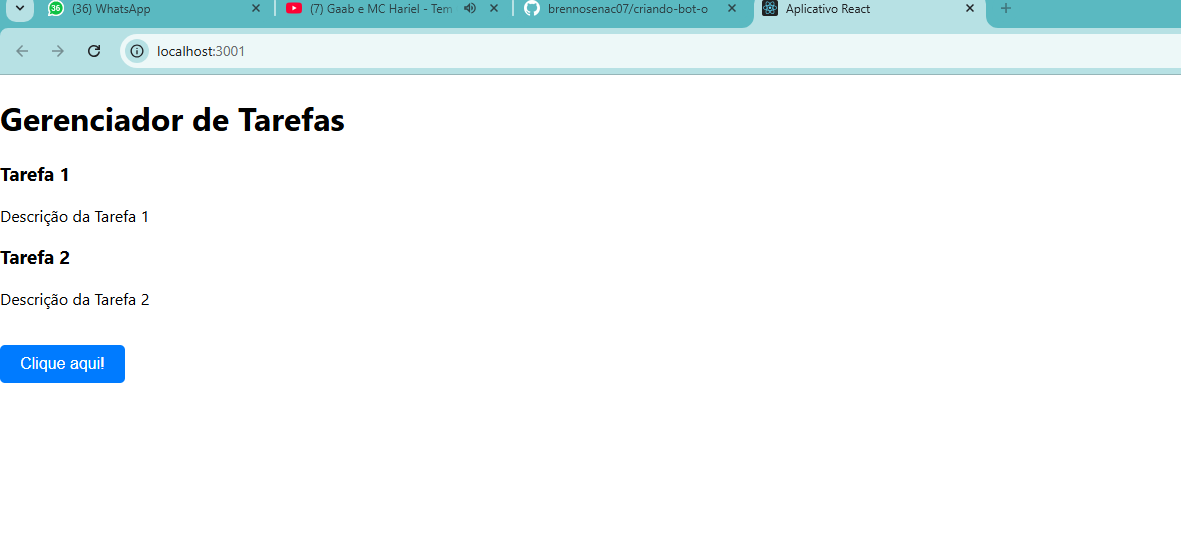 36 (36) WhatsApp
(7) Gaab e MC Hariel - Tem
brennosenac07/criando-bot-o
Aplicativo React
localhost:3001
Gerenciador de Tarefas
Tarefa 1
Descrição da Tarefa 1
Tarefa 2
Descrição da Tarefa 2
Clique aqui!